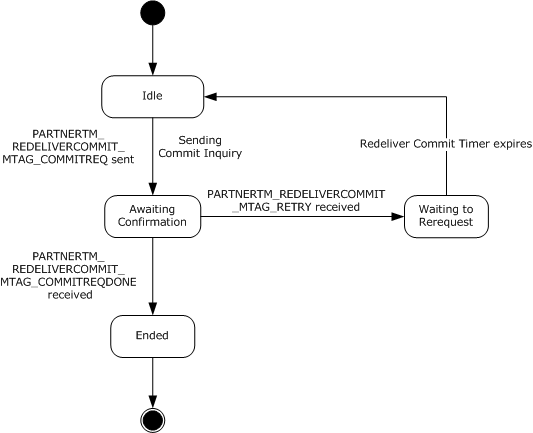 Idle
PARTNERTM_
REDELIVERCOMMIT_
MTAG_COMMITREQ sent
Sending
Commit Inquiry
Redeliver Commit Timer expires
Awaiting
Confirmation
PARTNERTM_REDELIVERCOMMIT
_MTAG_RETRY received
Waiting to
Rerequest
PARTNERTM_
REDELIVERCOMMIT_
MTAG_COMMITREQDONE
received
Ended